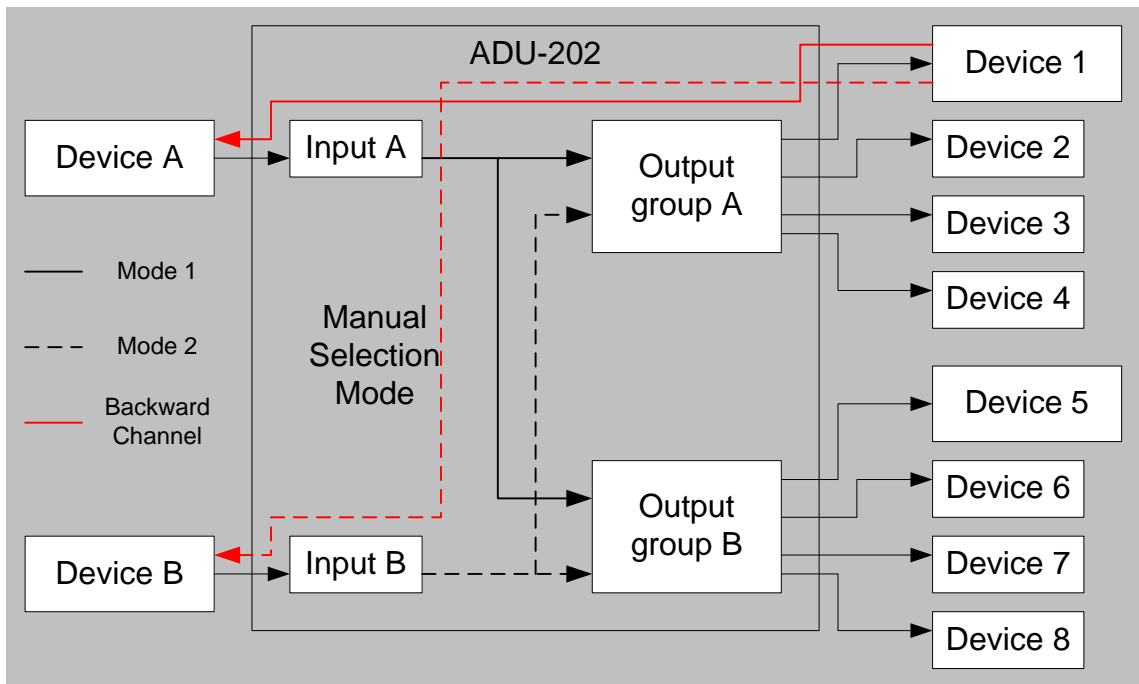 ADU-202
Device A
Input A
Output
group A
Device 1
Device 2
Device 3
Device 4
Mode 1
Mode 2
Backward
Channel
Manual
Selection
Mode
Device B
Input B
Output
group B
Device 5
Device 6
Device 7
Device 8